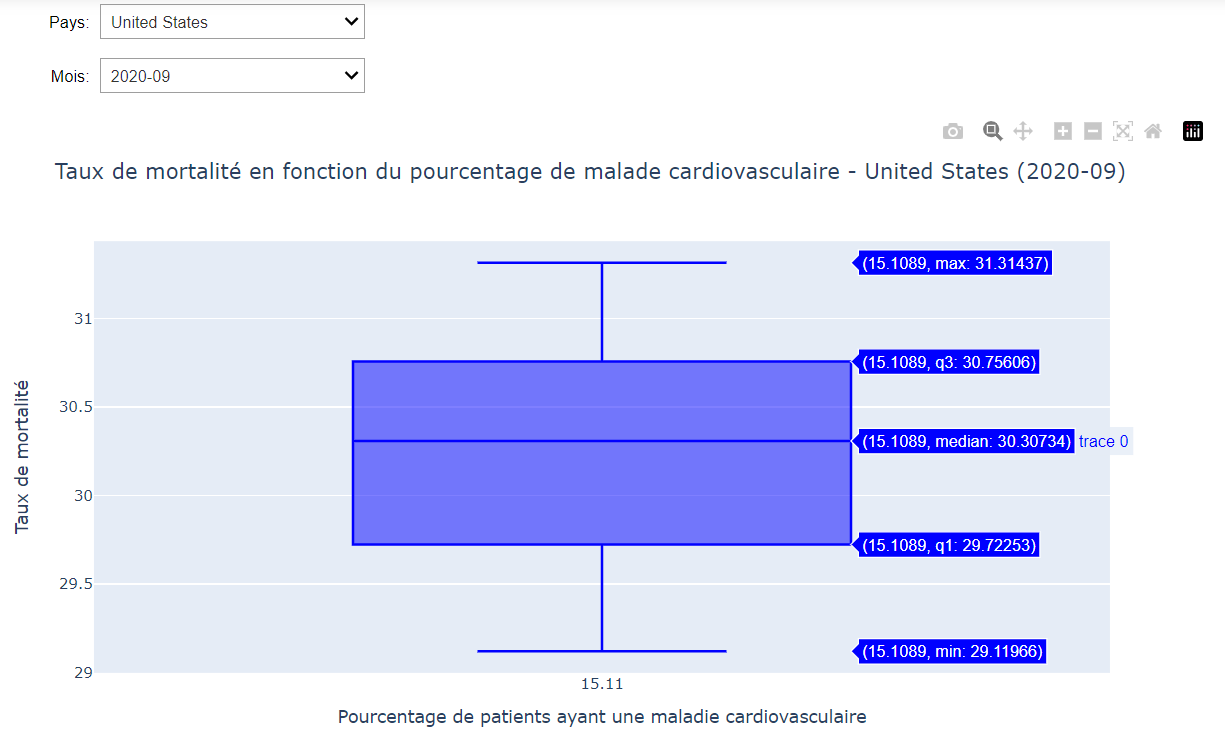 Pays: United States
Mois: 2020-09
Taux de mortalité en fonction du pourcentage de malade cardiovasculaire - United States (2020-09)
(15.1089, max: 31.31437)
31
(15.1089, q3: 30.75606)
30.5
(15.1089, median: 30.30734) trace 0
Taux de mortalité
30
(15.1089, q1: 29.72253)
29.5
(15.1089, min: 29.11966)
29
15.11
Pourcentage de patients ayant une maladie cardiovasculaire